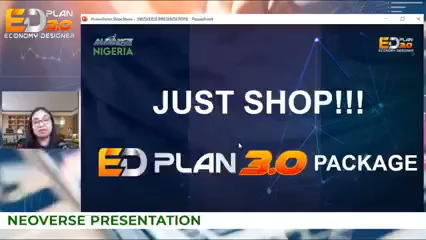 ED PLAN 3.0
ECONOMY DESIGNER
ALLIANCE
NIGERIA
ED PLAN 3.0
ECONOMY DESIGNER
JUST SHOP!!!
ED PLAN 3.0 PACKAGE
NEOVERSE PRESENTATION